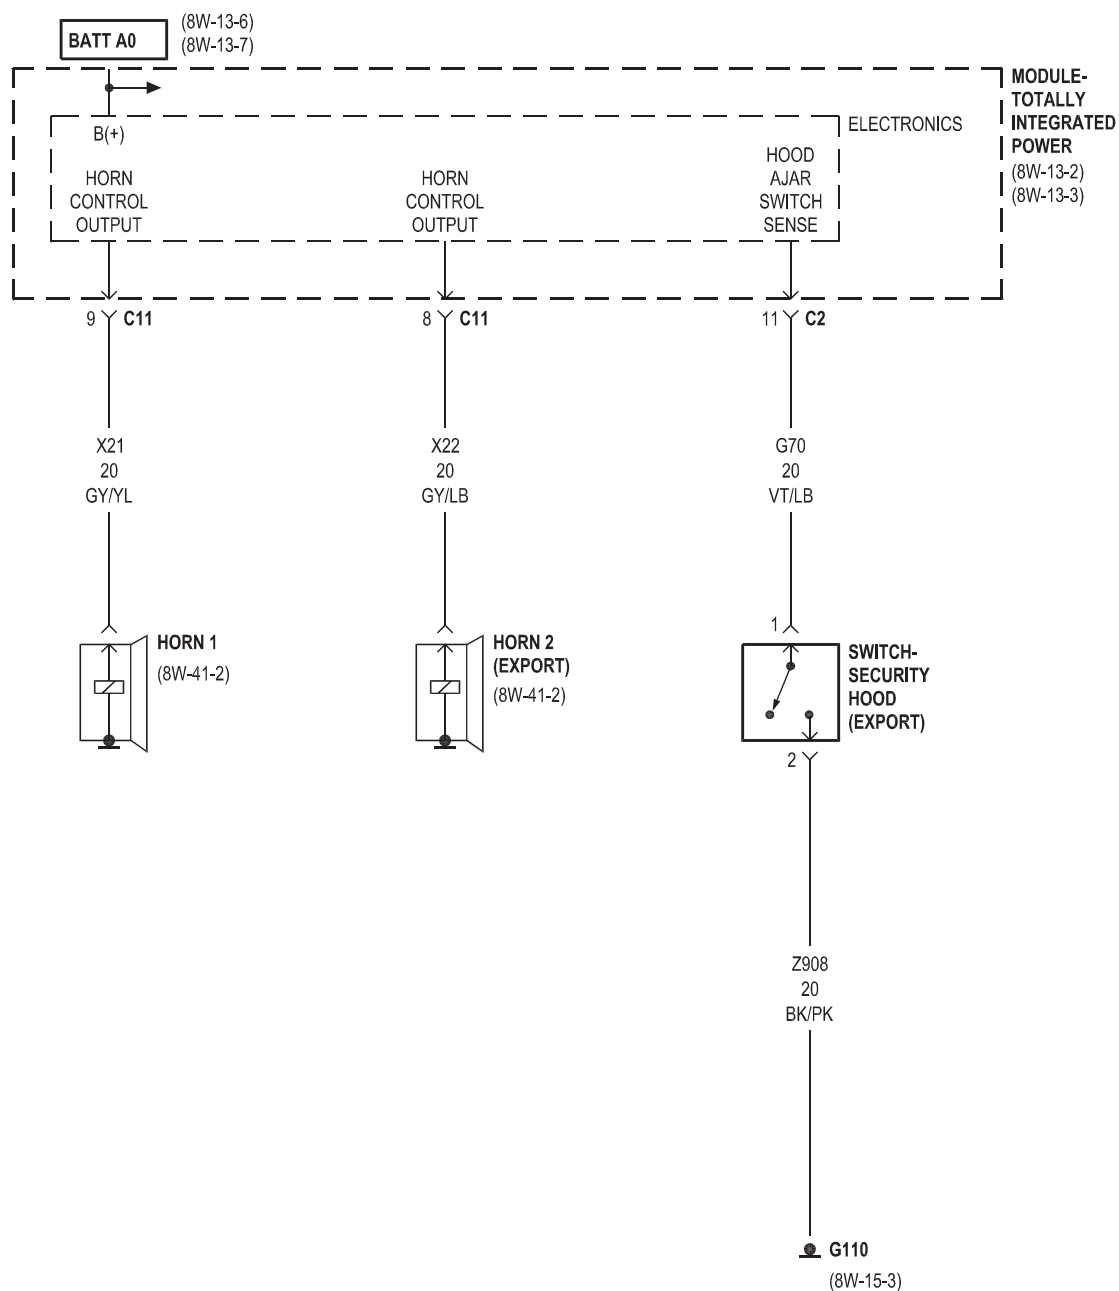 BATT A0
(8W-13-6)
(8W-13-7)
MODULE-
TOTALLY
INTEGRATED
POWER
(8W-13-2)
(8W-13-3)
ELECTRONICS
B(+)
HORN
CONTROL
OUTPUT
HORN
CONTROL
OUTPUT
HOOD
AJAR
SWITCH
SENSE
9 C11
8 C11
11 C2
X21
20
GY/YL
X22
20
GY/LB
G70
20
VT/LB
HORN 1
(8W-41-2)
HORN 2
(EXPORT)
(8W-41-2)
1
SWITCH-
SECURITY
HOOD
(EXPORT)
2
Z908
20
BK/PK
G110
(8W-15-3)